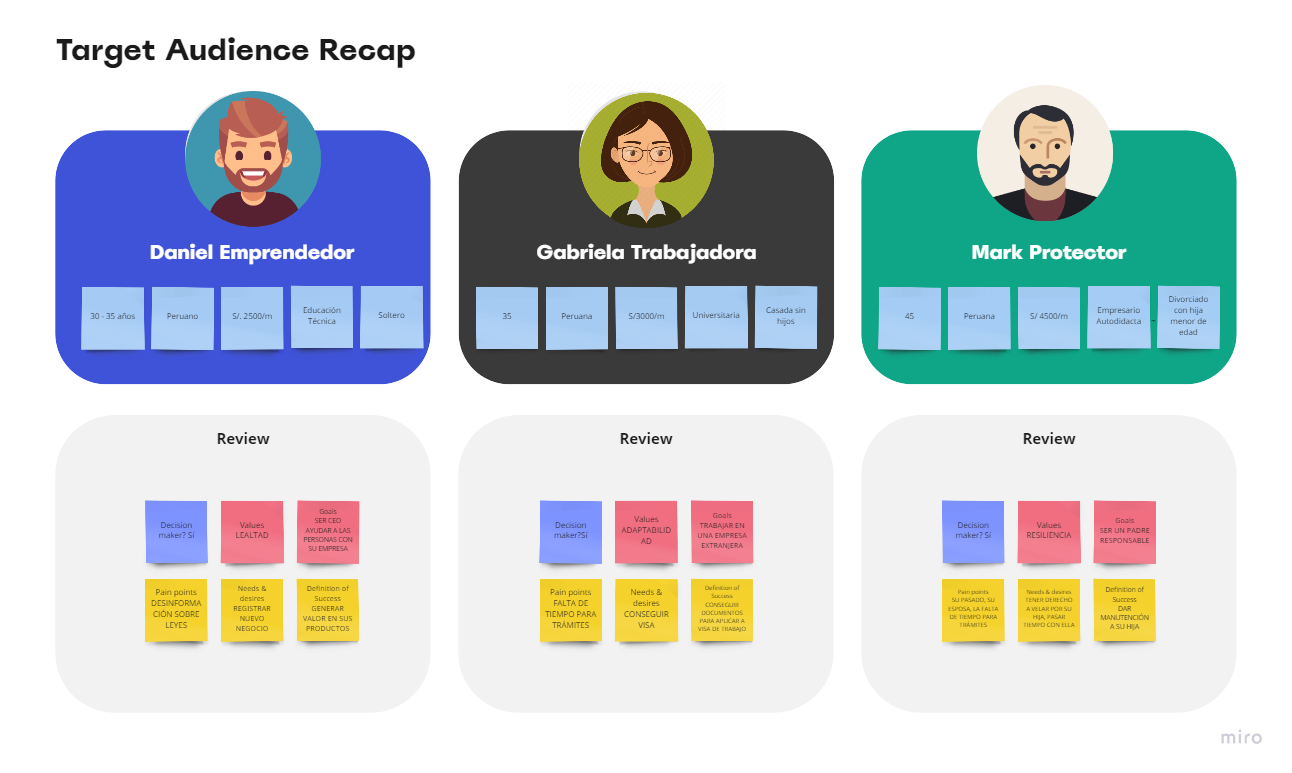 Target Audience Recap
Daniel Emprendedor
30 - 35 años
Peruano
S/. 2500/m
Educación
Técnica
Soltero
Gabriela Trabajadora
35
Peruana
S/3000/m
Universitaria
Casada sin
hijos
Mark Protector
45
Peruana
S/ 4500/m
Empresario
Autodidacta
Divorciado
con hija
menor de
edad
Review
Decision
maker? Sí
Values
LEALTAD
Goals
SER CEO
AYUDAR A LAS
PERSONAS CON
SU EMPRESA
Pain points
DESINFORMA
CIÓN SOBRE
LEYES
Needs &
desires
REGISTRAR
NUEVO
NEGOCIO
Definition of
Success
GENERAR
VALOR EN SUS
PRODUCTOS
Review
Decision
maker?Sí
Values
ADAPTABILID
AD
Goals
TRABAJAR EN
UNA EMPRESA
EXTRANJERA
Pain points
FALTA DE
TIEMPO PARA
TRÁMITES
Needs &
desires
CONSEGUIR
VISA
Definition of
Success
CONSEGUIR
DOCUMENTOS
PARA APLICAR A
VISA DE TRABAJO
Review
Decision
maker? Sí
Values
RESILIENCIA
Goals
SER UN PADRE
RESPONSABLE
Pain points
SU PASADO, SU
ESPOSA, LA FALTA
DE TIEMPO PARA
TRÁMITES
Needs & desires
TENER DERECHO
A VELAR POR SU
HIJA, PASAR
TIEMPO CON ELLA
Definition of
Success
DAR
MANUTENCIÓN
A SU HIJA
miro